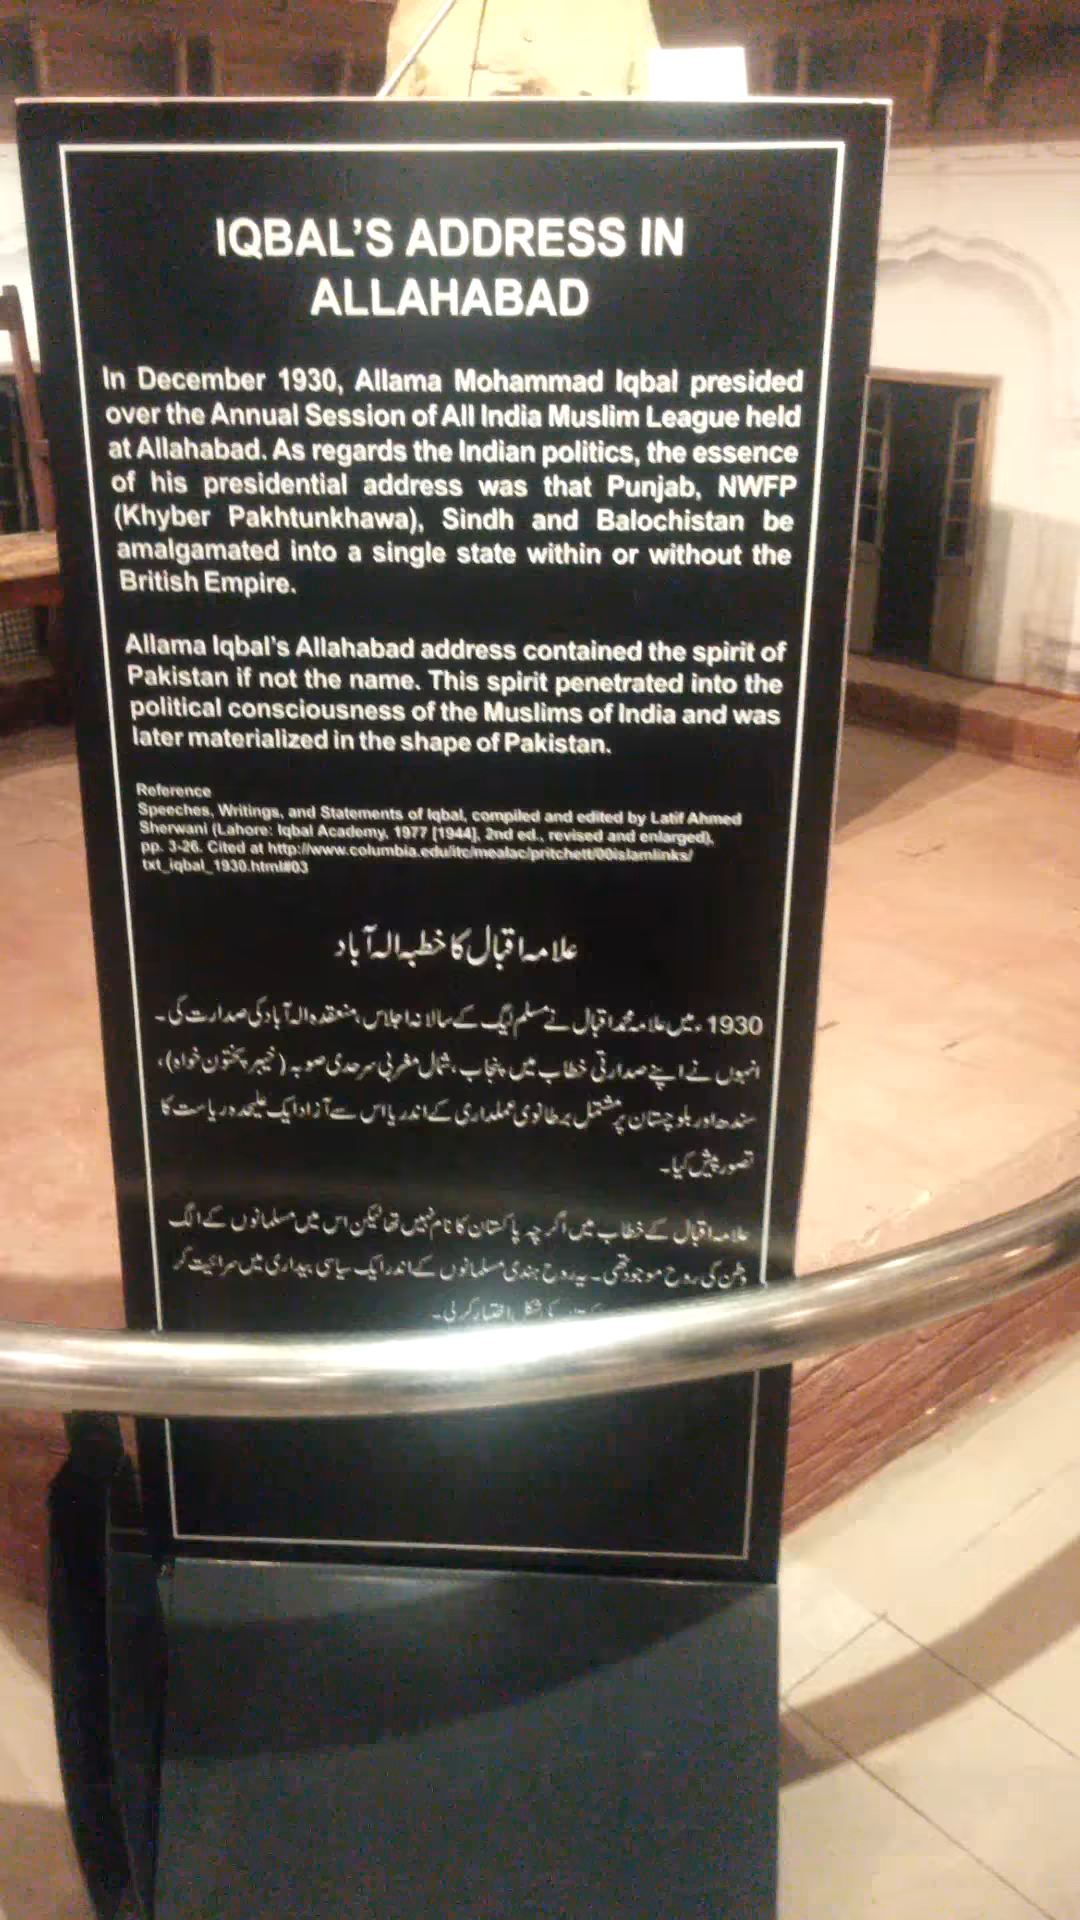 IQBAL'S ADDRESS IN
ALLAHABAD
In December 1930, Allama Mohammad Iqbal presided
over the Annual Session of All India Muslim League held
at Allahabad. As regards the Indian politics, the essence
of his presidential address was that Punjab, NWFP
(Khyber Pakhtunkhawa), Sindh and Balochistan be
amalgamated into a single state within or without the
British Empire.
Allama Iqbal's Allahabad address contained the spirit of
Pakistan if not the name. This spirit penetrated into the
political consciousness of the Muslims of India and was
later materialized in the shape of Pakistan.
Reference
Speeches, Writings, and Statements of Iqbal, compiled and edited by Latif Ahmed
Sherwani (Lahore: Iqbal Academy, 1977 [1944], 2nd ed., revised and enlarged),
pp. 3-26. Cited at http://www.columbia.edu/itc/mealac/pritchett/00islamlinks/
txt_iqbal_1930.html#03
علامہ اقبال کا خطبہ الہ آباد
1930ء میں علامہ محمد اقبال نے مسلم لیگ کے سالانہ اجلاس منعقدہ الہ آباد کی صدارت کی۔
انہوں نے اپنے صدارتی خطاب میں پنجاب، شمال مغربی سرحدی صوبہ (خیبر پختون خواہ)،
سندھ اور بلوچستان پر مشتمل برطانوی عملداری کے اندر یا اس سے آزاد ایک علیحدہ ریاست کا
تصور پیش کیا۔
علامہ اقبال کے خطاب میں اگر چہ پاکستان کا نام نہیں تھا لیکن اس میں مسلمانوں کے الگ
وطن کی روح موجود تھی۔ یہ روح ہندی مسلمانوں کے اندر ایک سیاسی بیداری میں سرائیت کر
کی شکل اختیار کر لی۔